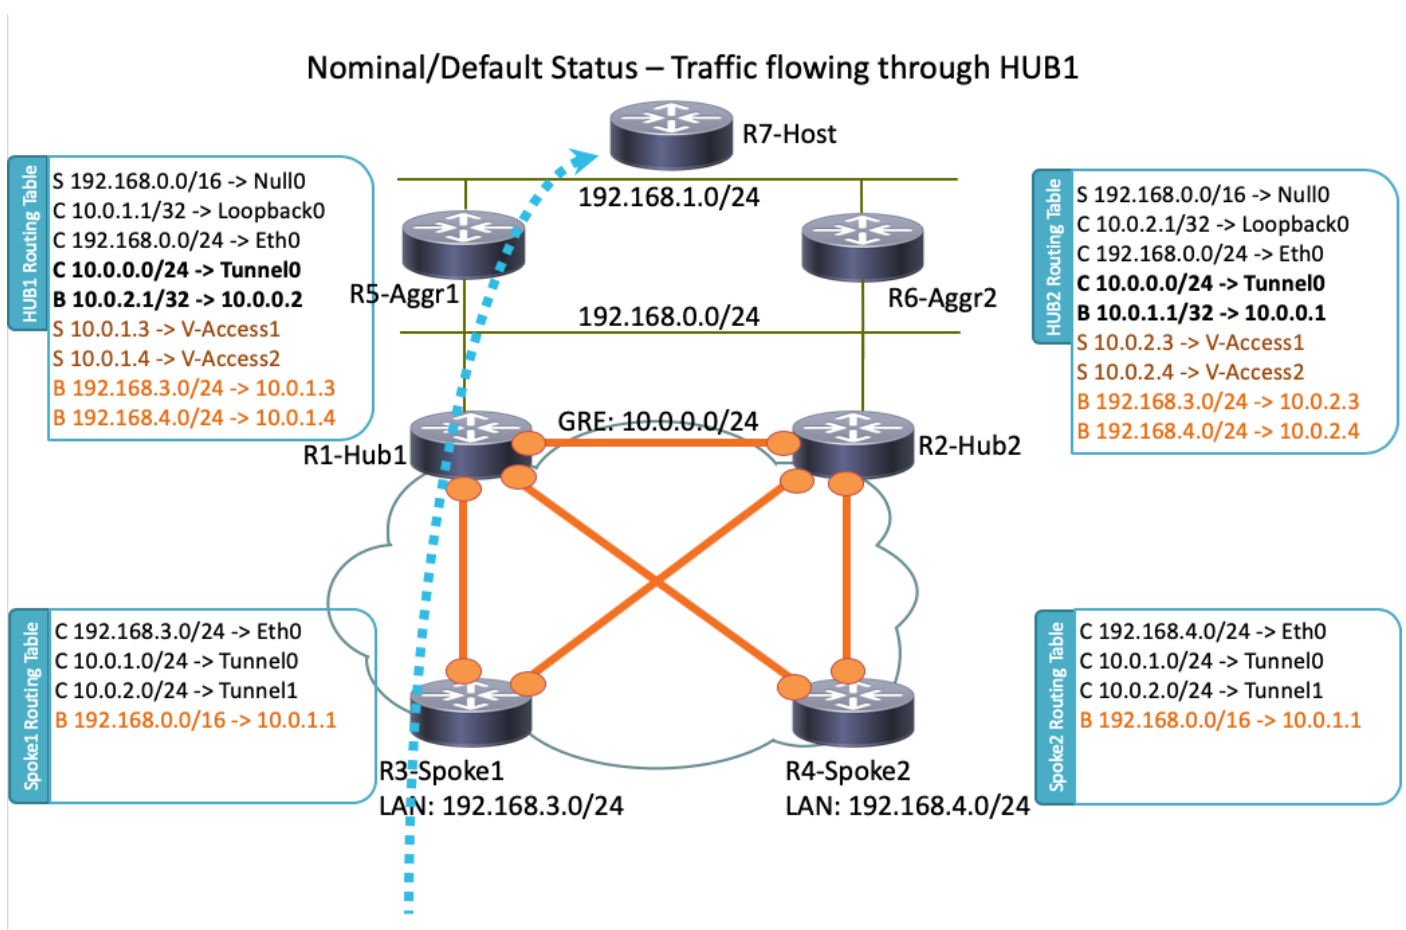 Nominal/Default Status – Traffic flowing through HUB1
R7-Host
HUB1 Routing Table
S 192.168.0.0/16 -> Null0
C 10.0.1.1/32 -> Loopback0
C 192.168.0.0/24 -> Eth0
C 10.0.0.0/24 -> Tunnel0
B 10.0.2.1/32 -> 10.0.0.2
S 10.0.1.3 -> V-Access1
S 10.0.1.4 -> V-Access2
B 192.168.3.0/24 -> 10.0.1.3
B 192.168.4.0/24 -> 10.0.1.4
192.168.1.0/24
R5-Aggr1
R6-Aggr2
192.168.0.0/24
HUB2 Routing Table
S 192.168.0.0/16 -> Null0
C 10.0.2.1/32 -> Loopback0
C 192.168.0.0/24 -> Eth0
C 10.0.0.0/24 -> Tunnel0
B 10.0.1.1/32 -> 10.0.0.1
S 10.0.2.3 -> V-Access1
S 10.0.2.4 -> V-Access2
B 192.168.3.0/24 -> 10.0.2.3
B 192.168.4.0/24 -> 10.0.2.4
GRE: 10.0.0.0/24
R1-Hub1
R2-Hub2
Spoke1 Routing Table
C 192.168.3.0/24 -> Eth0
C 10.0.1.0/24 -> Tunnel0
C 10.0.2.0/24 -> Tunnel1
B 192.168.0.0/16 -> 10.0.1.1
Spoke2 Routing Table
C 192.168.4.0/24 -> Eth0
C 10.0.1.0/24 -> Tunnel0
C 10.0.2.0/24 -> Tunnel1
B 192.168.0.0/16 -> 10.0.1.1
R3-Spoke1
LAN: 192.168.3.0/24
R4-Spoke2
LAN: 192.168.4.0/24